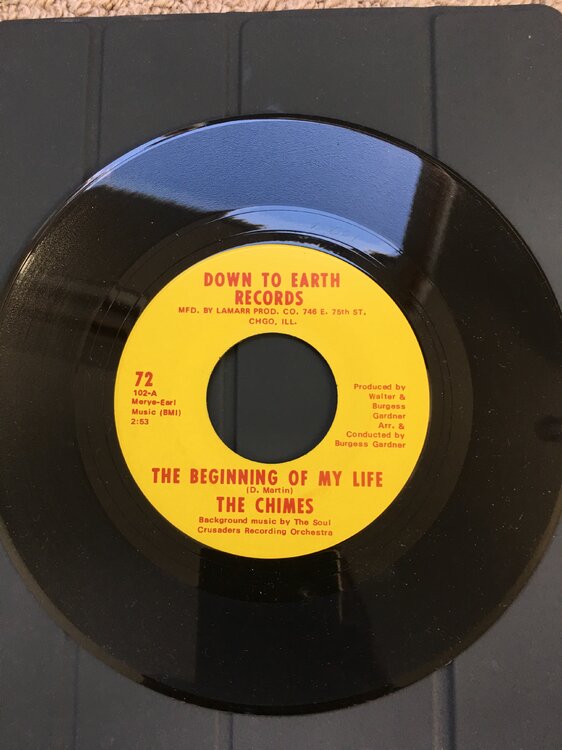 DOWN TO EARTH
RECORDS
MFD. BY LAMARR PROD. CO. 746 E. 75th ST.
CHGO, ILL.
72
102-A
Merye-Earl
Music (BMI)
2:53
Produced by
Walter &
Burgess
Gardner
Arr. &
Conducted by
Burgess Gardner
THE BEGINNING OF MY LIFE
(D. Martin)
THE CHIMES
Background music by The Soul
Crusaders Recording Orchestra